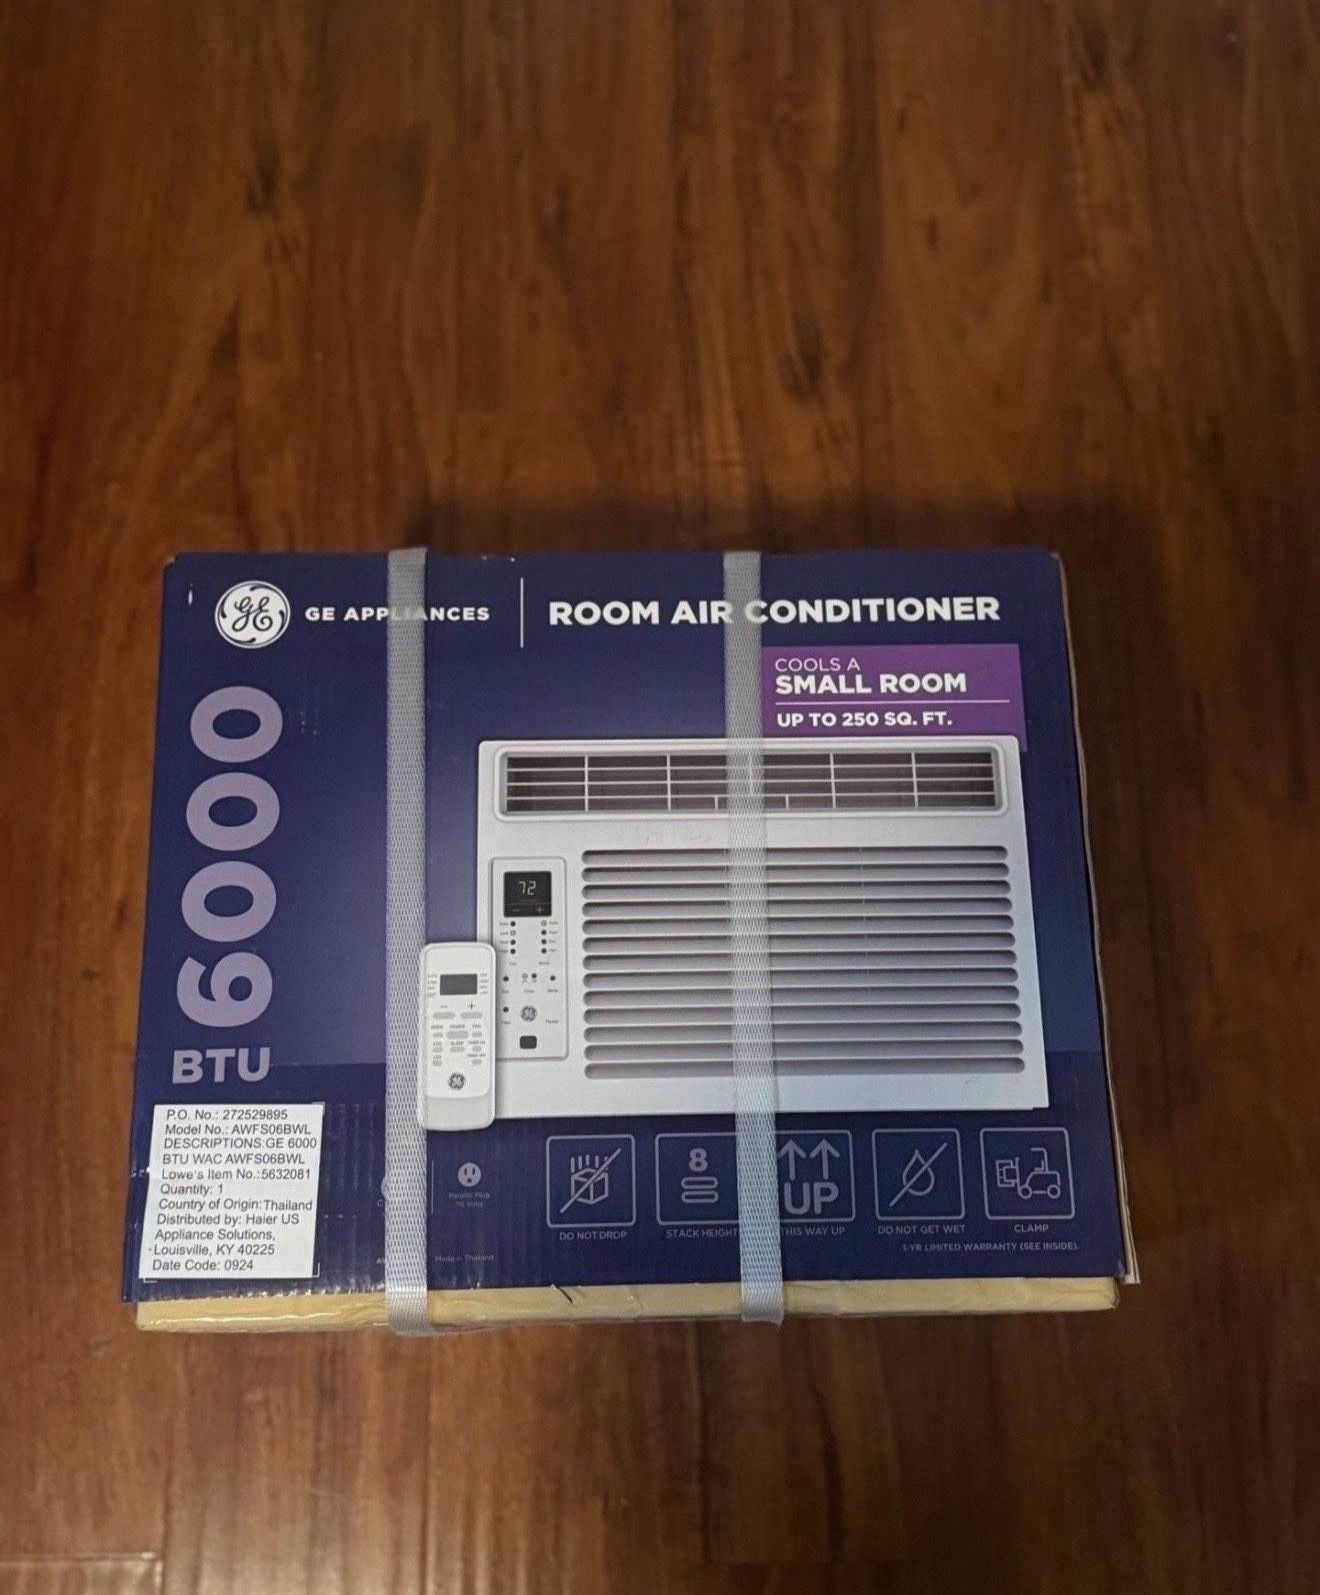 GE APPLIANCES
ROOM AIR CONDITIONER
COOLS A
SMALL ROOM
UP TO 250 SQ. FT.
6000
BTU
72
P.O. No.: 272529895
Model No.: AWFS06BWL
DESCRIPTIONS:GE 6000
BTU WAC AWFS06BWL
Lowe's Item No.:5632081
Quantity: 1
Country of Origin:Thailand
Distributed by: Haier US
Appliance Solutions,
Louisville, KY 40225
Date Code: 0924
Made in Thailand
8
UP
DO NOT DROP
STACK HEIGHT
THIS WAY UP
DO NOT GET WET
CLAMP
1-YR LIMITED WARRANTY (SEE INSIDE).